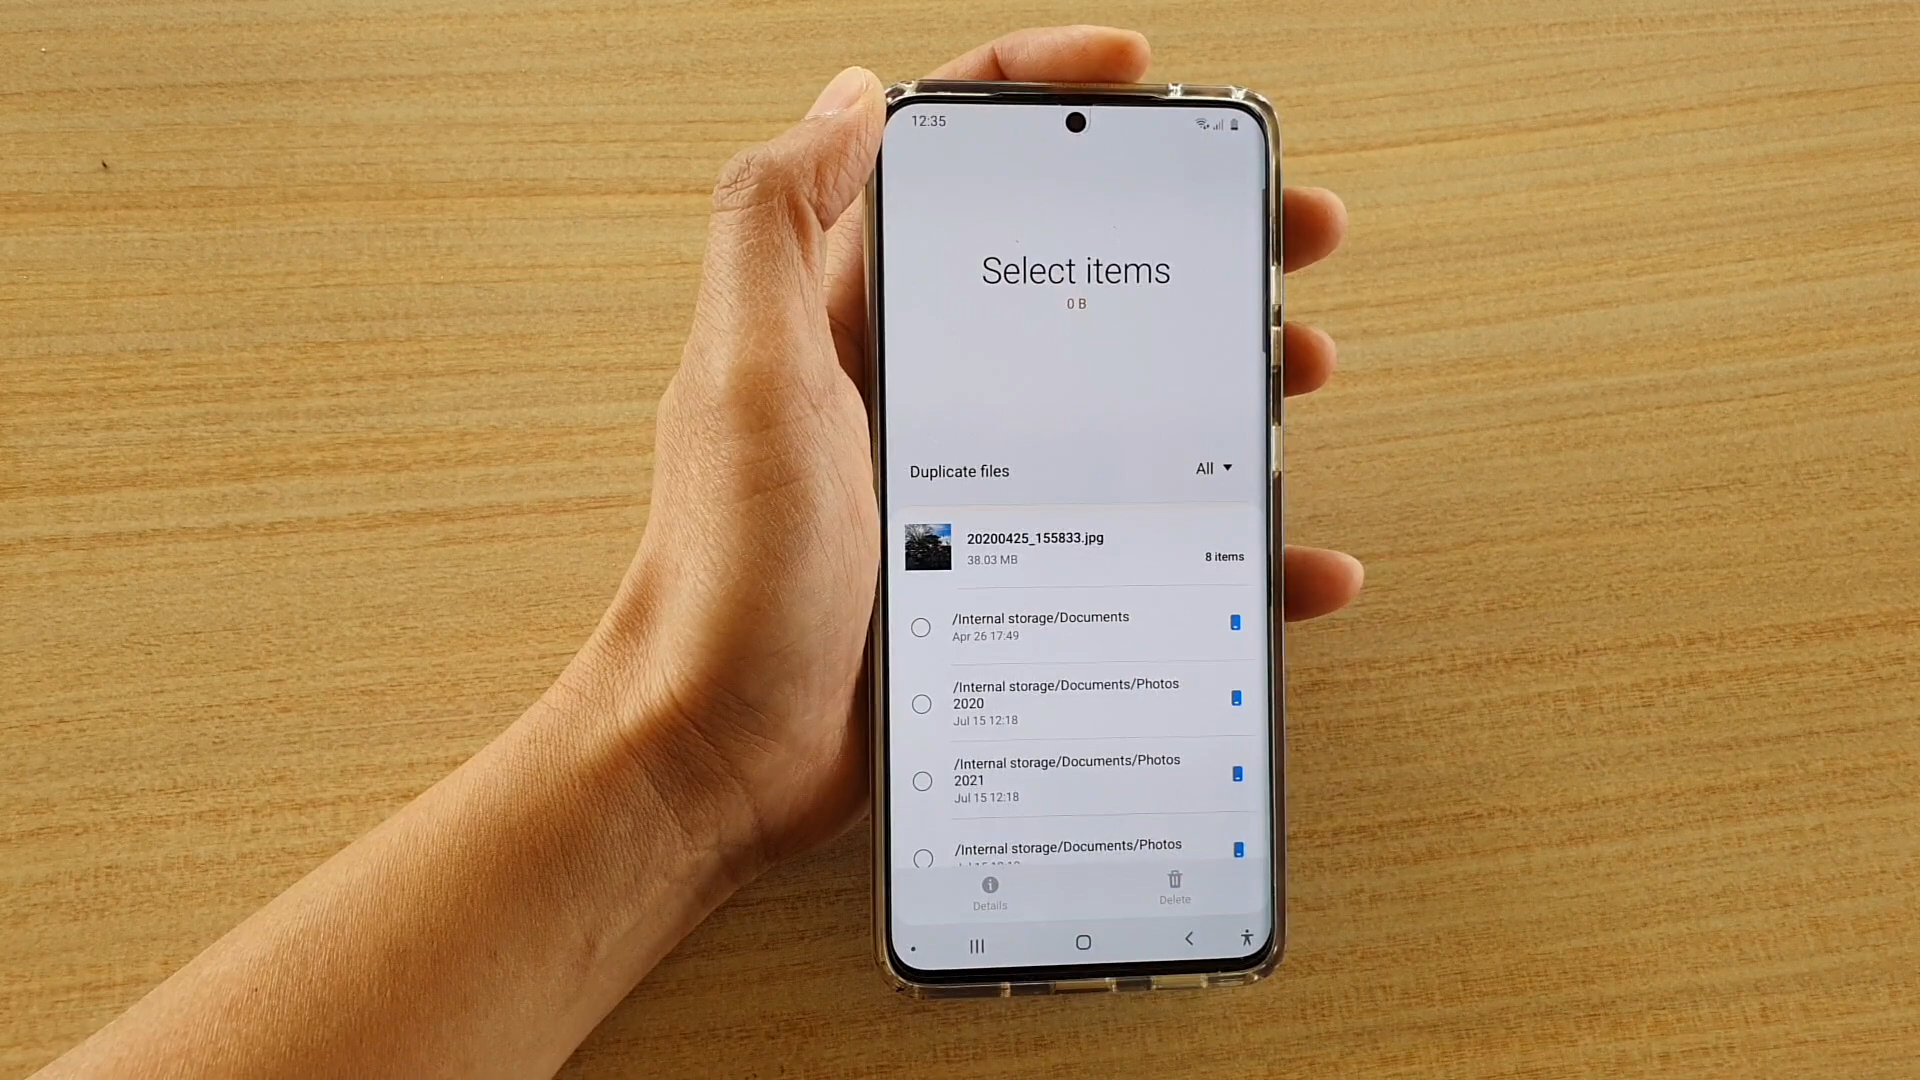 12:35
Select items
0 B
Duplicate files
All
20200425_155833.jpg
38.03 MB
8 items
/Internal storage/Documents
Apr 26 17:49
/Internal storage/Documents/Photos
2020
Jul 15 12:18
/Internal storage/Documents/Photos
2021
Jul 15 12:18
/Internal storage/Documents/Photos
Details
Delete